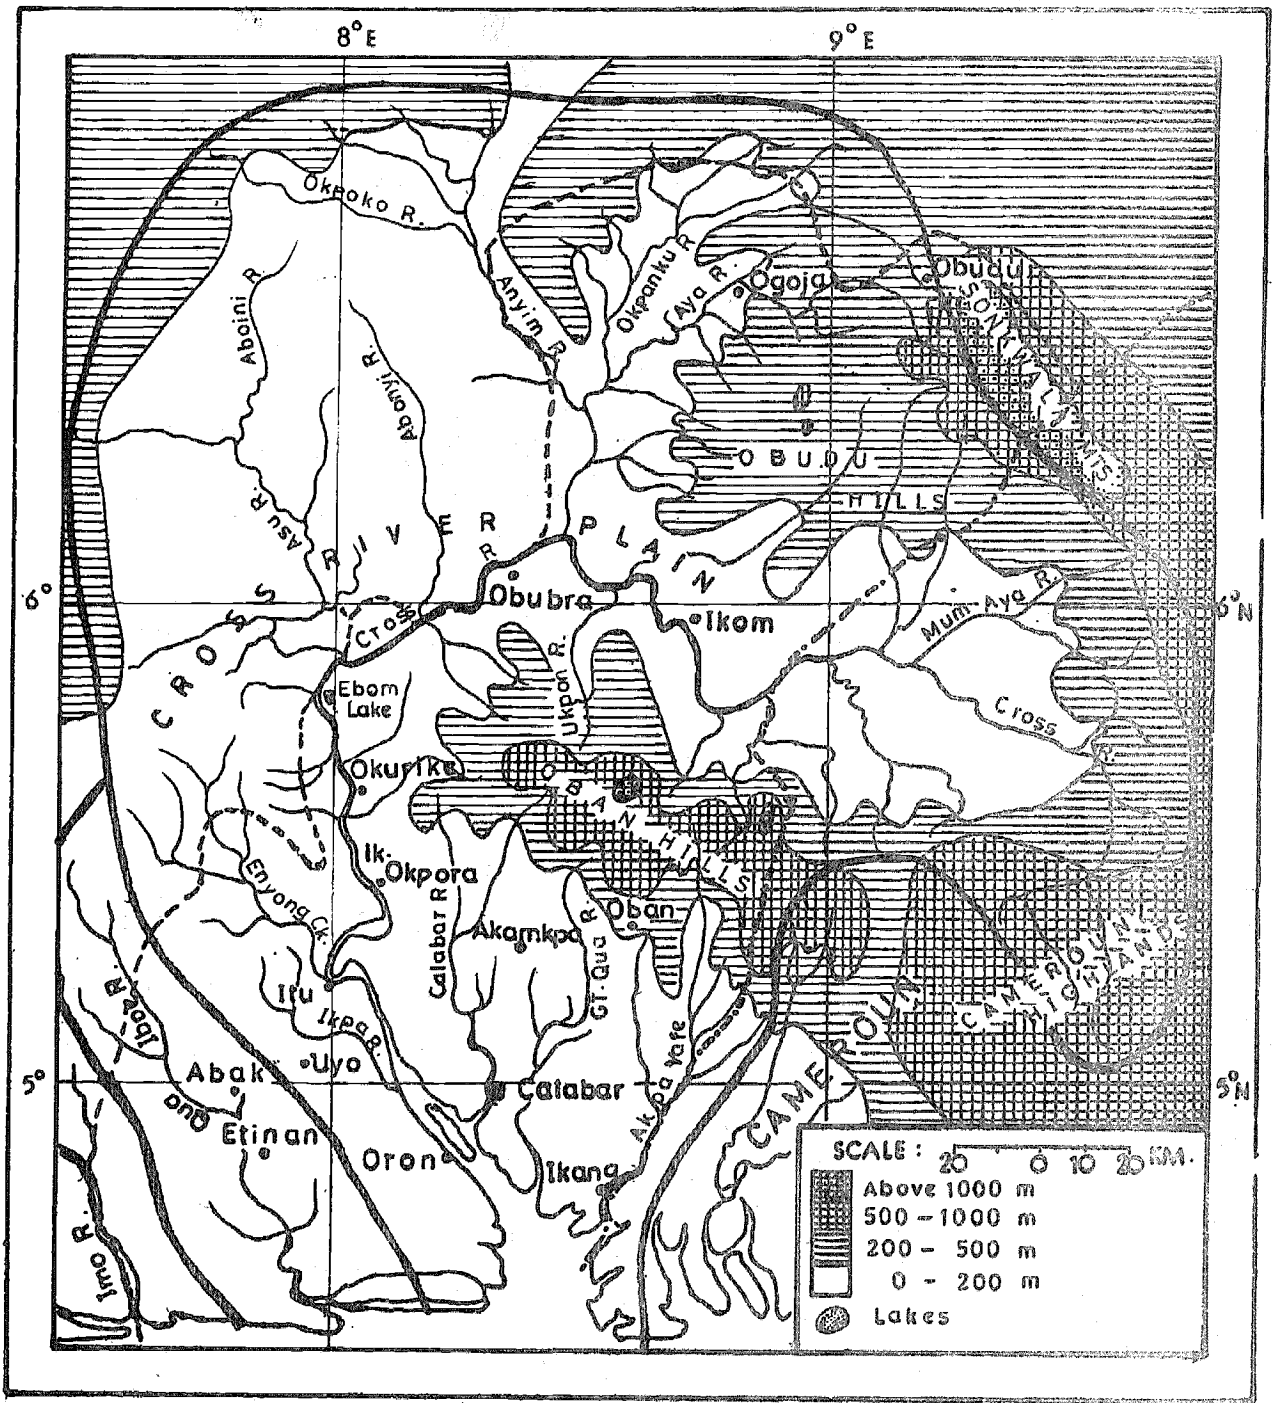 8°E
9°E
Okpoko R.
Anyim R
Okpanku R
Aya R.
Ogoja
Obudu
SONKWALA MTS.
Abaini R
Abonyi R.
OBUDU
HILLS
Asu R.
CROSS RIVER PLAIN
R
Obubra
6°
6°N
Cross
Ikom
Mum-Aya R.
Ebom
Lake
Ukpon R.
Cross R.
Okurike
OBAN HILLS
Ik.
Okpora
Enyong Ck.
Calabar R
Akamkpa
GT. Qua R.
Oban
CAMEROUN
HIGHLANDS
Itu
Ikpa R.
Iboe R.
Uyo
Abak
Qua
Akpa Yafe
CAMEROUN
5°
5°N
Calabar
Etinan
Oron
Ikang
Imo R.
SCALE :
20 0 10 20 KM.
Above 1000 m
500 - 1000 m
200 - 500 m
0 - 200 m
Lakes